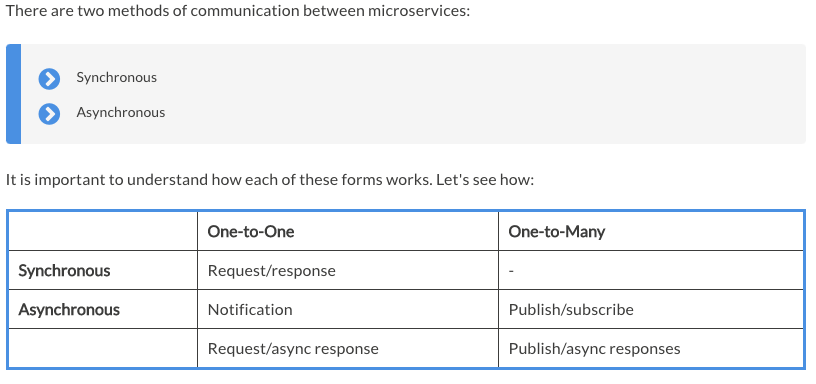 There are two methods of communication between microservices:
Synchronous
Asynchronous
It is important to understand how each of these forms works. Let's see how:
One-to-One One-to-Many
Synchronous Request/response -
Asynchronous Notification Publish/subscribe
Request/async response Publish/async responses